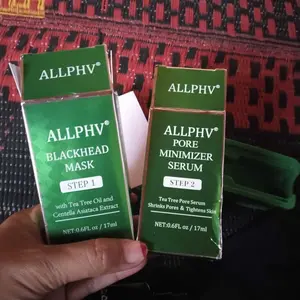 ALLPHV®
ALLPHV®
BLACKHEAD
MASK
STEP 1
with Tea Tree Oil and
Centella Asiataca Extract
NET:0.6Fl.oz / 17ml
ALLPHV®
ALLPHV®
PORE
MINIMIZER
SERUM
STEP 2
Tea Tree Pore Serum
Shrinks Pores & Tightens Skin
NET:0.6Fl.oz / 17ml